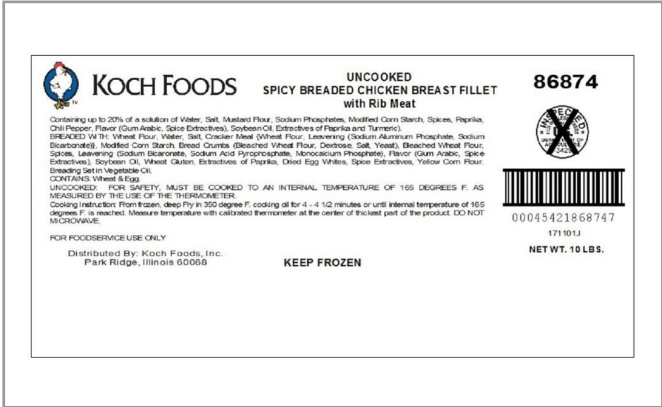 KOCH FOODS
UNCOOKED
SPICY BREADED CHICKEN BREAST FILLET
with Rib Meat
86874
Containing up to 20% of a solution of Water, Salt, Mustard Flour, Sodium Phosphates, Modified Corn Starch, Spices, Paprika,
Chili Pepper, Flavor (Gum Arabic, Spice Extractives), Soybean Oil, Extractives of Paprika and Turmeric).
BREADED WITH: Wheat Flour, Water, Salt, Cracker Meal {Wheat Flour, Leavening (Sodium Aluminum Phosphate, Sodium
Bicarbonate)}, Modified Corn Starch, Bread Crumbs (Bleached Wheat Flour, Dextrose, Salt, Yeast), Bleached Wheat Flour,
Spices, Leavening (Sodium Bicaronate, Sodium Acid Pyrophosphate, Monocalcium Phosphate), Flavor (Gum Arabic, Spice
Extractives), Soybean Oil, Wheat Gluten, Extractives of Paprika, Dried Egg Whites, Spice Extractives, Yellow Corn Flour.
Breading Set in Vegetable Oil.
CONTAINS: Wheat & Egg.
UNCOOKED: FOR SAFETY, MUST BE COOKED TO AN INTERNAL TEMPERATURE OF 165 DEGREES F. AS
MEASURED BY THE USE OF THE THERMOMETER.
Cooking Instruction: From frozen, deep Fry in 350 degree F. cooking oil for 4 - 4 1/2 minutes or until internal temperature of 165
degrees F. is reached. Measure temperature with calibrated thermometer at the center of thickest part of the product. DO NOT
MICROWAVE.
FOR FOODSERVICE USE ONLY
Distributed By: Koch Foods, Inc.
Park Ridge, Illinois 60068
KEEP FROZEN
00045421868747
171101J
NET WT. 10 LBS.